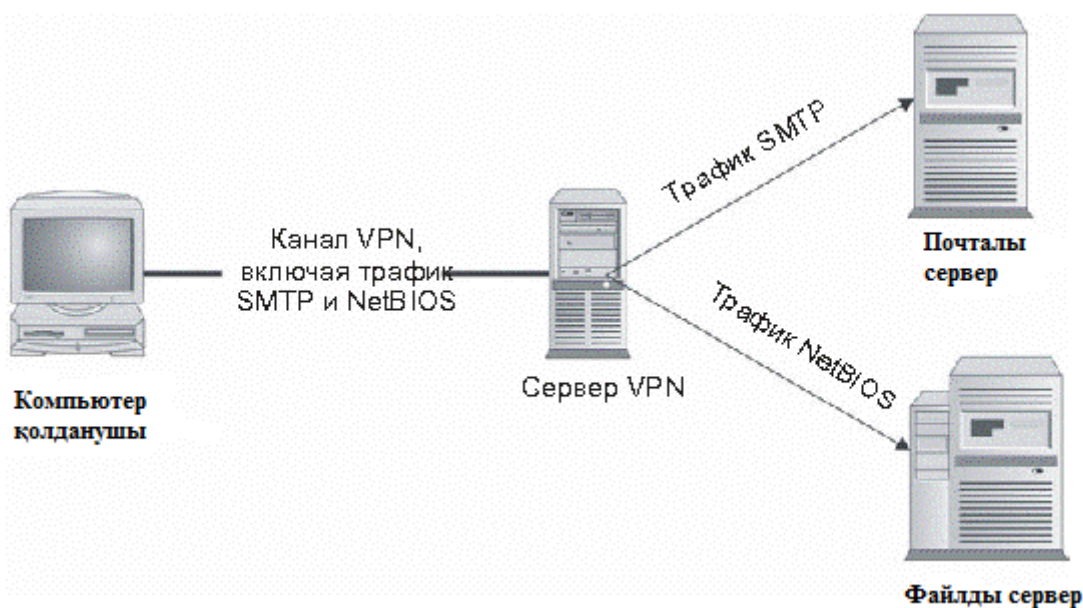 Трафик SMTP
Почталы
сервер
Канал VPN,
включая трафик
SMTP и NetBIOS
Трафик NetBIOS
Сервер VPN
Компьютер
қолданушы
Файлды сервер